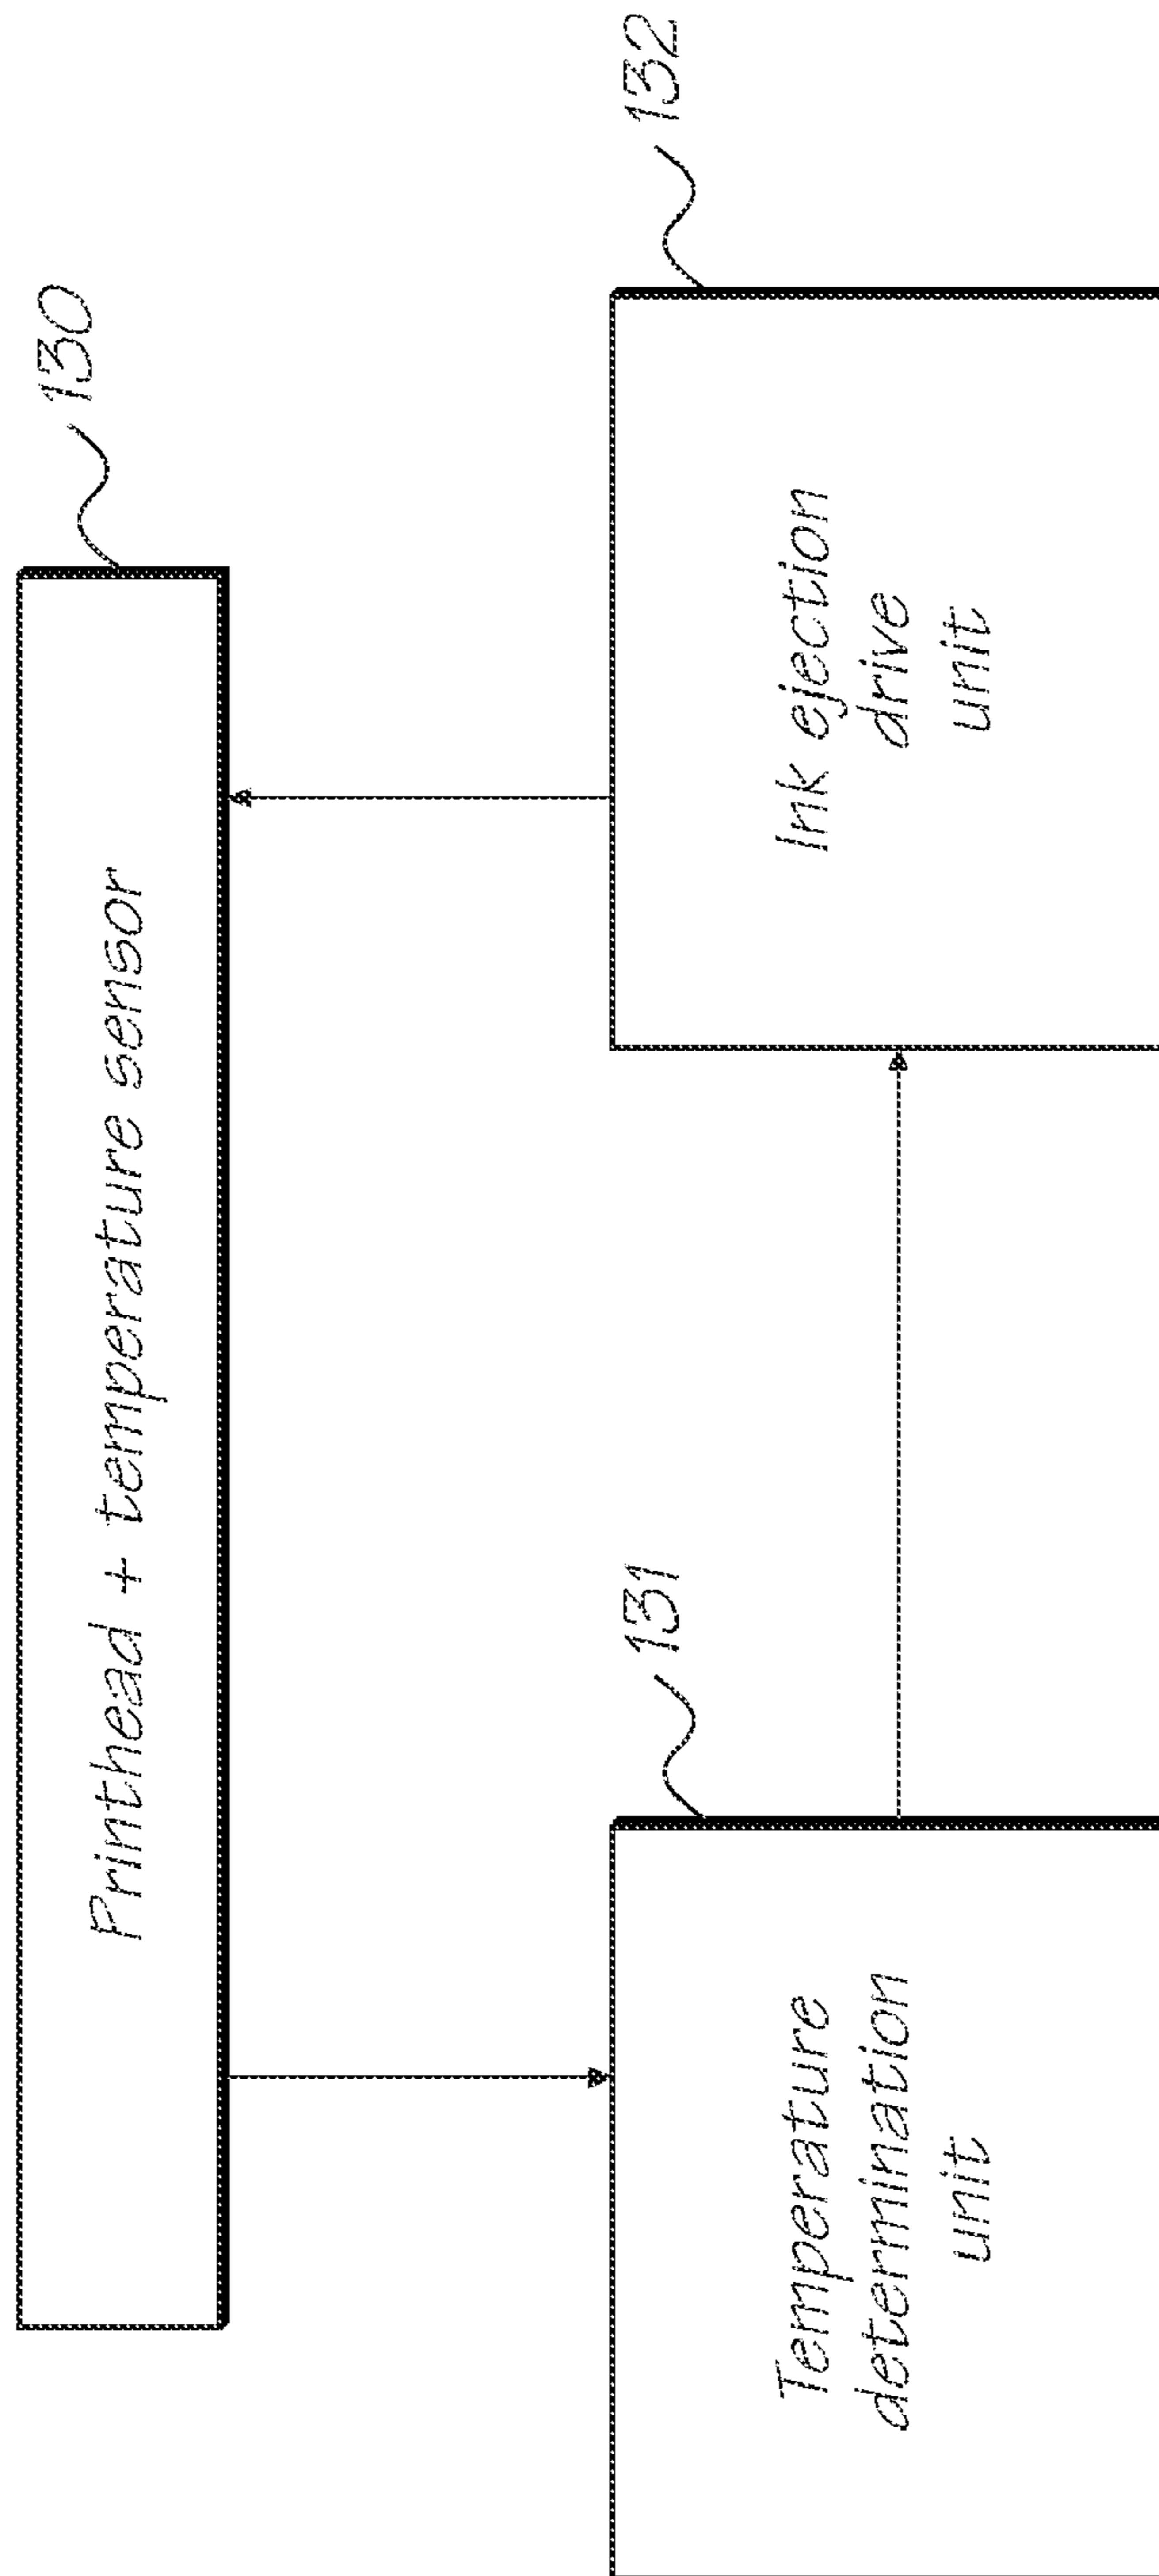 Printhead + temperature sensor
130
Temperature
determination
unit
131
Ink ejection
drive
unit
132